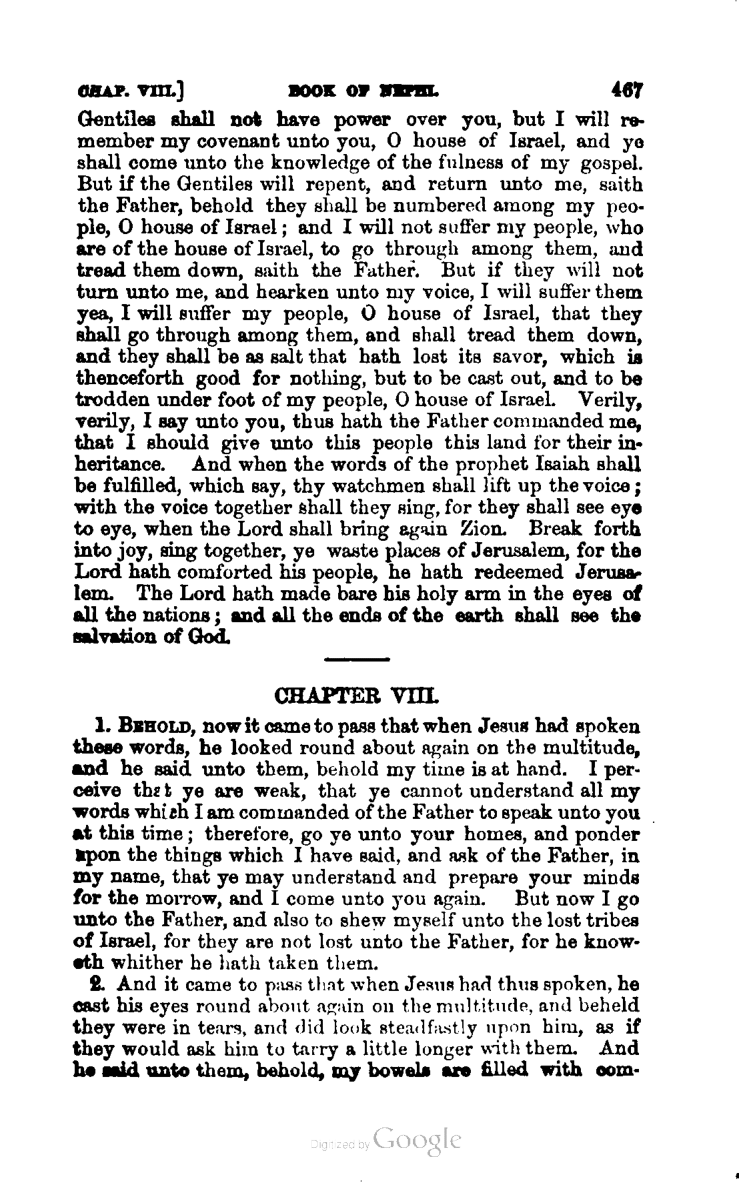 CHAP. VIII.] BOOK OF NEPHI. 467
Gentiles shall not have power over you, but I will re-
member my covenant unto you, O house of Israel, and ye
shall come unto the knowledge of the fulness of my gospel.
But if the Gentiles will repent, and return unto me, saith
the Father, behold they shall be numbered among my peo-
ple, O house of Israel; and I will not suffer my people, who
are of the house of Israel, to go through among them, and
tread them down, saith the Father. But if they will not
turn unto me, and hearken unto my voice, I will suffer them
yea, I will suffer my people, O house of Israel, that they
shall go through among them, and shall tread them down,
and they shall be as salt that hath lost its savor, which is
thenceforth good for nothing, but to be cast out, and to be
trodden under foot of my people, O house of Israel. Verily,
verily, I say unto you, thus hath the Father commanded me,
that I should give unto this people this land for their in-
heritance. And when the words of the prophet Isaiah shall
be fulfilled, which say, thy watchmen shall lift up the voice;
with the voice together shall they sing, for they shall see eye
to eye, when the Lord shall bring again Zion. Break forth
into joy, sing together, ye waste places of Jerusalem, for the
Lord hath comforted his people, he hath redeemed Jerusa-
lem. The Lord hath made bare his holy arm in the eyes of
all the nations; and all the ends of the earth shall see the
salvation of God.
CHAPTER VIII.
1. BEHOLD, now it came to pass that when Jesus had spoken
these words, he looked round about again on the multitude,
and he said unto them, behold my time is at hand. I per-
ceive that ye are weak, that ye cannot understand all my
words which I am commanded of the Father to speak unto you
at this time; therefore, go ye unto your homes, and ponder
upon the things which I have said, and ask of the Father, in
my name, that ye may understand and prepare your minds
for the morrow, and I come unto you again. But now I go
unto the Father, and also to shew myself unto the lost tribes
of Israel, for they are not lost unto the Father, for he know-
eth whither he hath taken them.
2. And it came to pass that when Jesus had thus spoken, he
cast his eyes round about again on the multitude, and beheld
they were in tears, and did look steadfastly upon him, as if
they would ask him to tarry a little longer with them. And
he said unto them, behold, my bowels are filled with com-
Digitized by Google